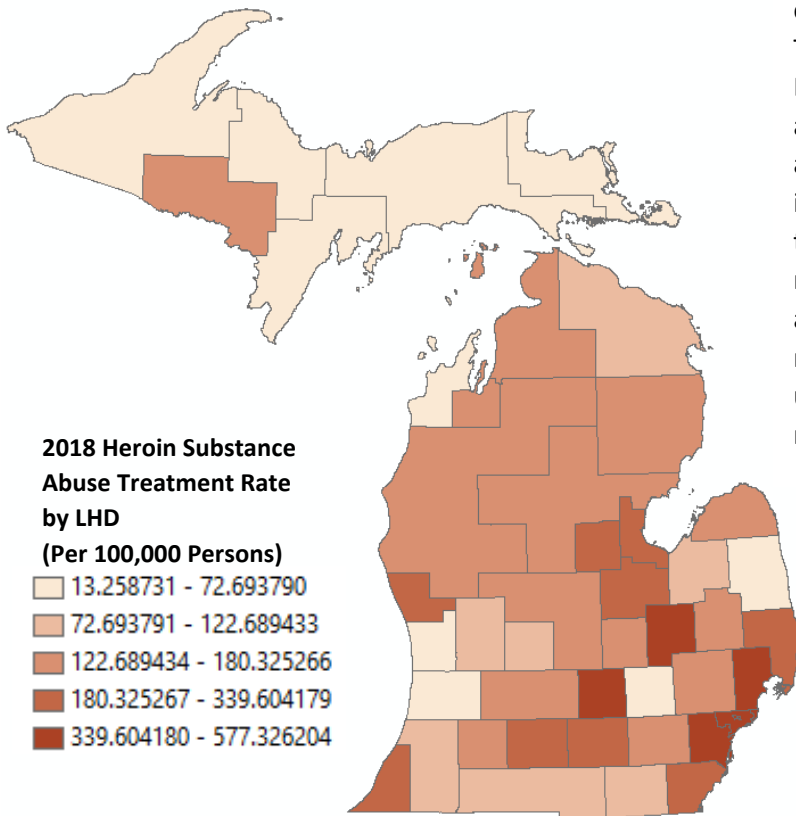 2018 Heroin Substance
Abuse Treatment Rate
by LHD
(Per 100,000 Persons)
13.258731 - 72.693790
72.693791 - 122.689433
122.689434 - 180.325266
180.325267 - 339.604179
339.604180 - 577.326204